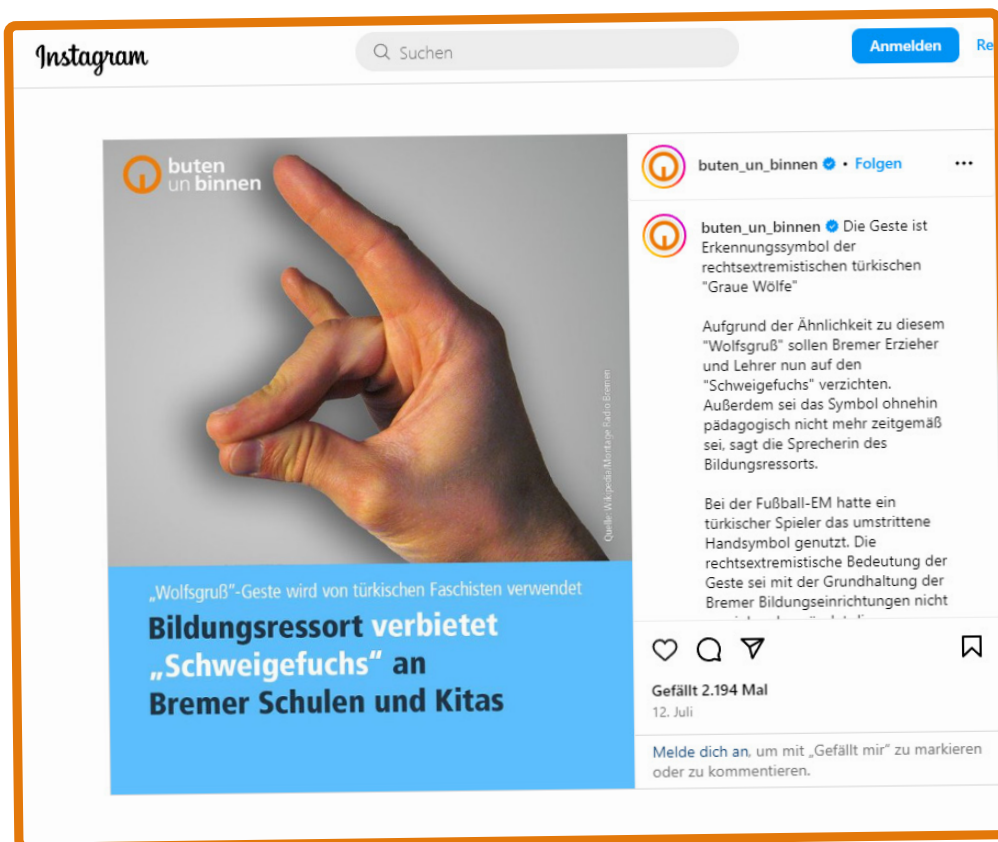 Instagram
Suchen
Anmelden
Re
buten
un binnen
Quelle: Wikipedia/Montage Radio Bremen
„Wolfsgruß“-Geste wird von türkischen Faschisten verwendet
Bildungsressort verbietet
„Schweigefuchs“ an
Bremer Schulen und Kitas
buten_un_binnen • Folgen
buten_un_binnen Die Geste ist
Erkennungssymbol der
rechtsextremistischen türkischen
"Graue Wölfe"
Aufgrund der Ähnlichkeit zu diesem
"Wolfsgruß" sollen Bremer Erzieher
und Lehrer nun auf den
"Schweigefuchs" verzichten.
Außerdem sei das Symbol ohnehin
pädagogisch nicht mehr zeitgemäß
sei, sagt die Sprecherin des
Bildungsressorts.
Bei der Fußball-EM hatte ein
türkischer Spieler das umstrittene
Handsymbol genutzt. Die
rechtsextremistische Bedeutung der
Geste sei mit der Grundhaltung der
Bremer Bildungseinrichtungen nicht
Gefällt 2.194 Mal
12. Juli
Melde dich an, um mit „Gefällt mir“ zu markieren
oder zu kommentieren.